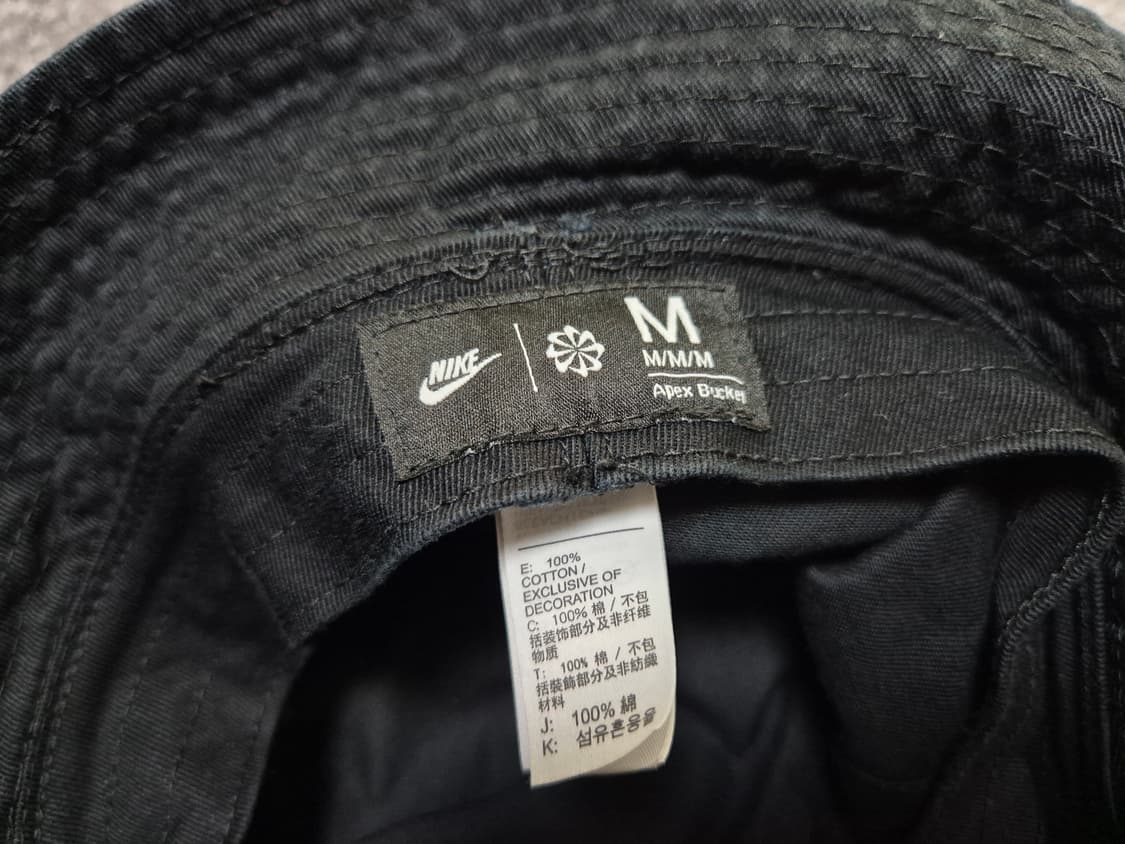 NIKE
M
M/M/M
Apex Bucket
E: 100%
COTTON /
EXCLUSIVE OF
DECORATION
C: 100% 棉 / 不包
括装饰部分及非纤维
物质
T: 100% 棉 / 不包
括裝飾部分及非紡織
材料
J: 100% 綿
K: 섬유혼용율